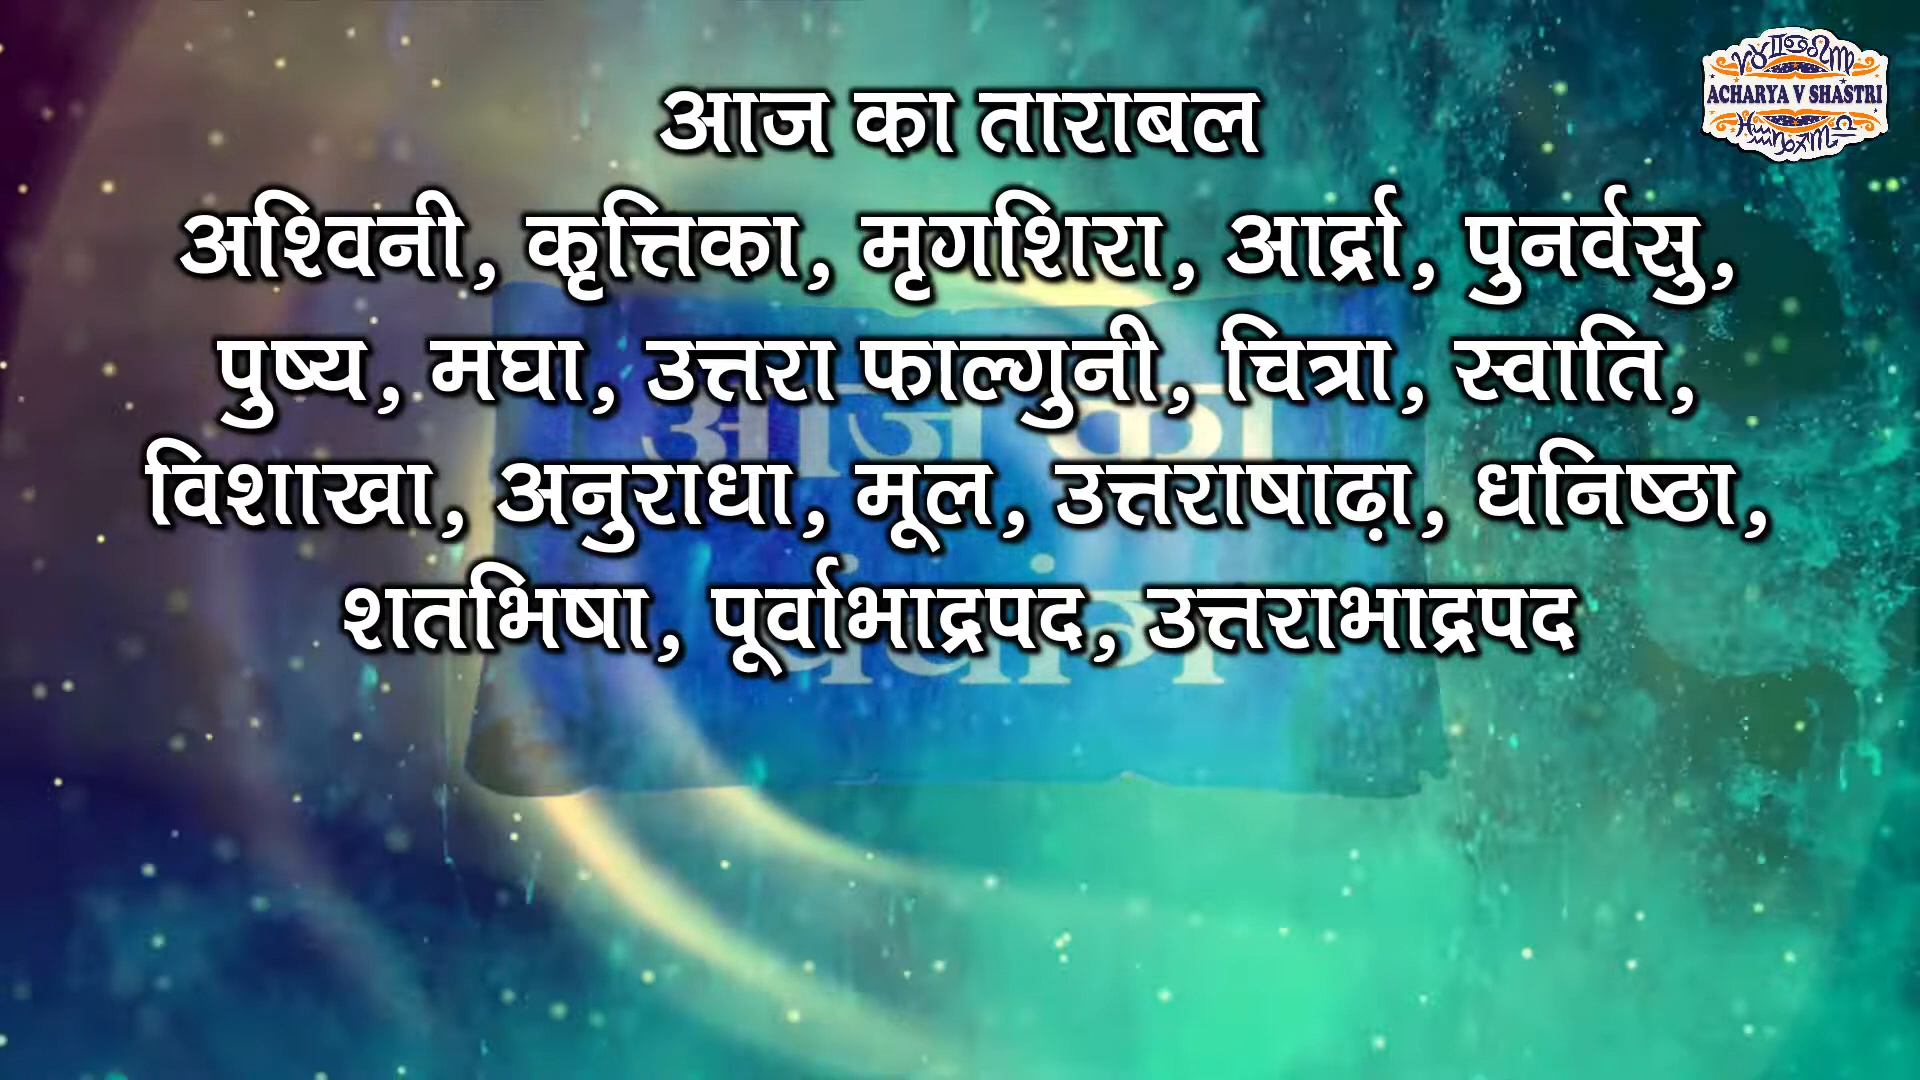 ACHARYA V SHASTRI
आज का ताराबल
अश्विनी, कृत्तिका, मृगशिरा, आर्द्रा, पुनर्वसु,
पुष्य, मघा, उत्तरा फाल्गुनी, चित्रा, स्वाति,
विशाखा, अनुराधा, मूल, उत्तराषाढ़ा, धनिष्ठा,
शतभिषा, पूर्वाभाद्रपद, उत्तराभाद्रपद
आज का
पंचांग